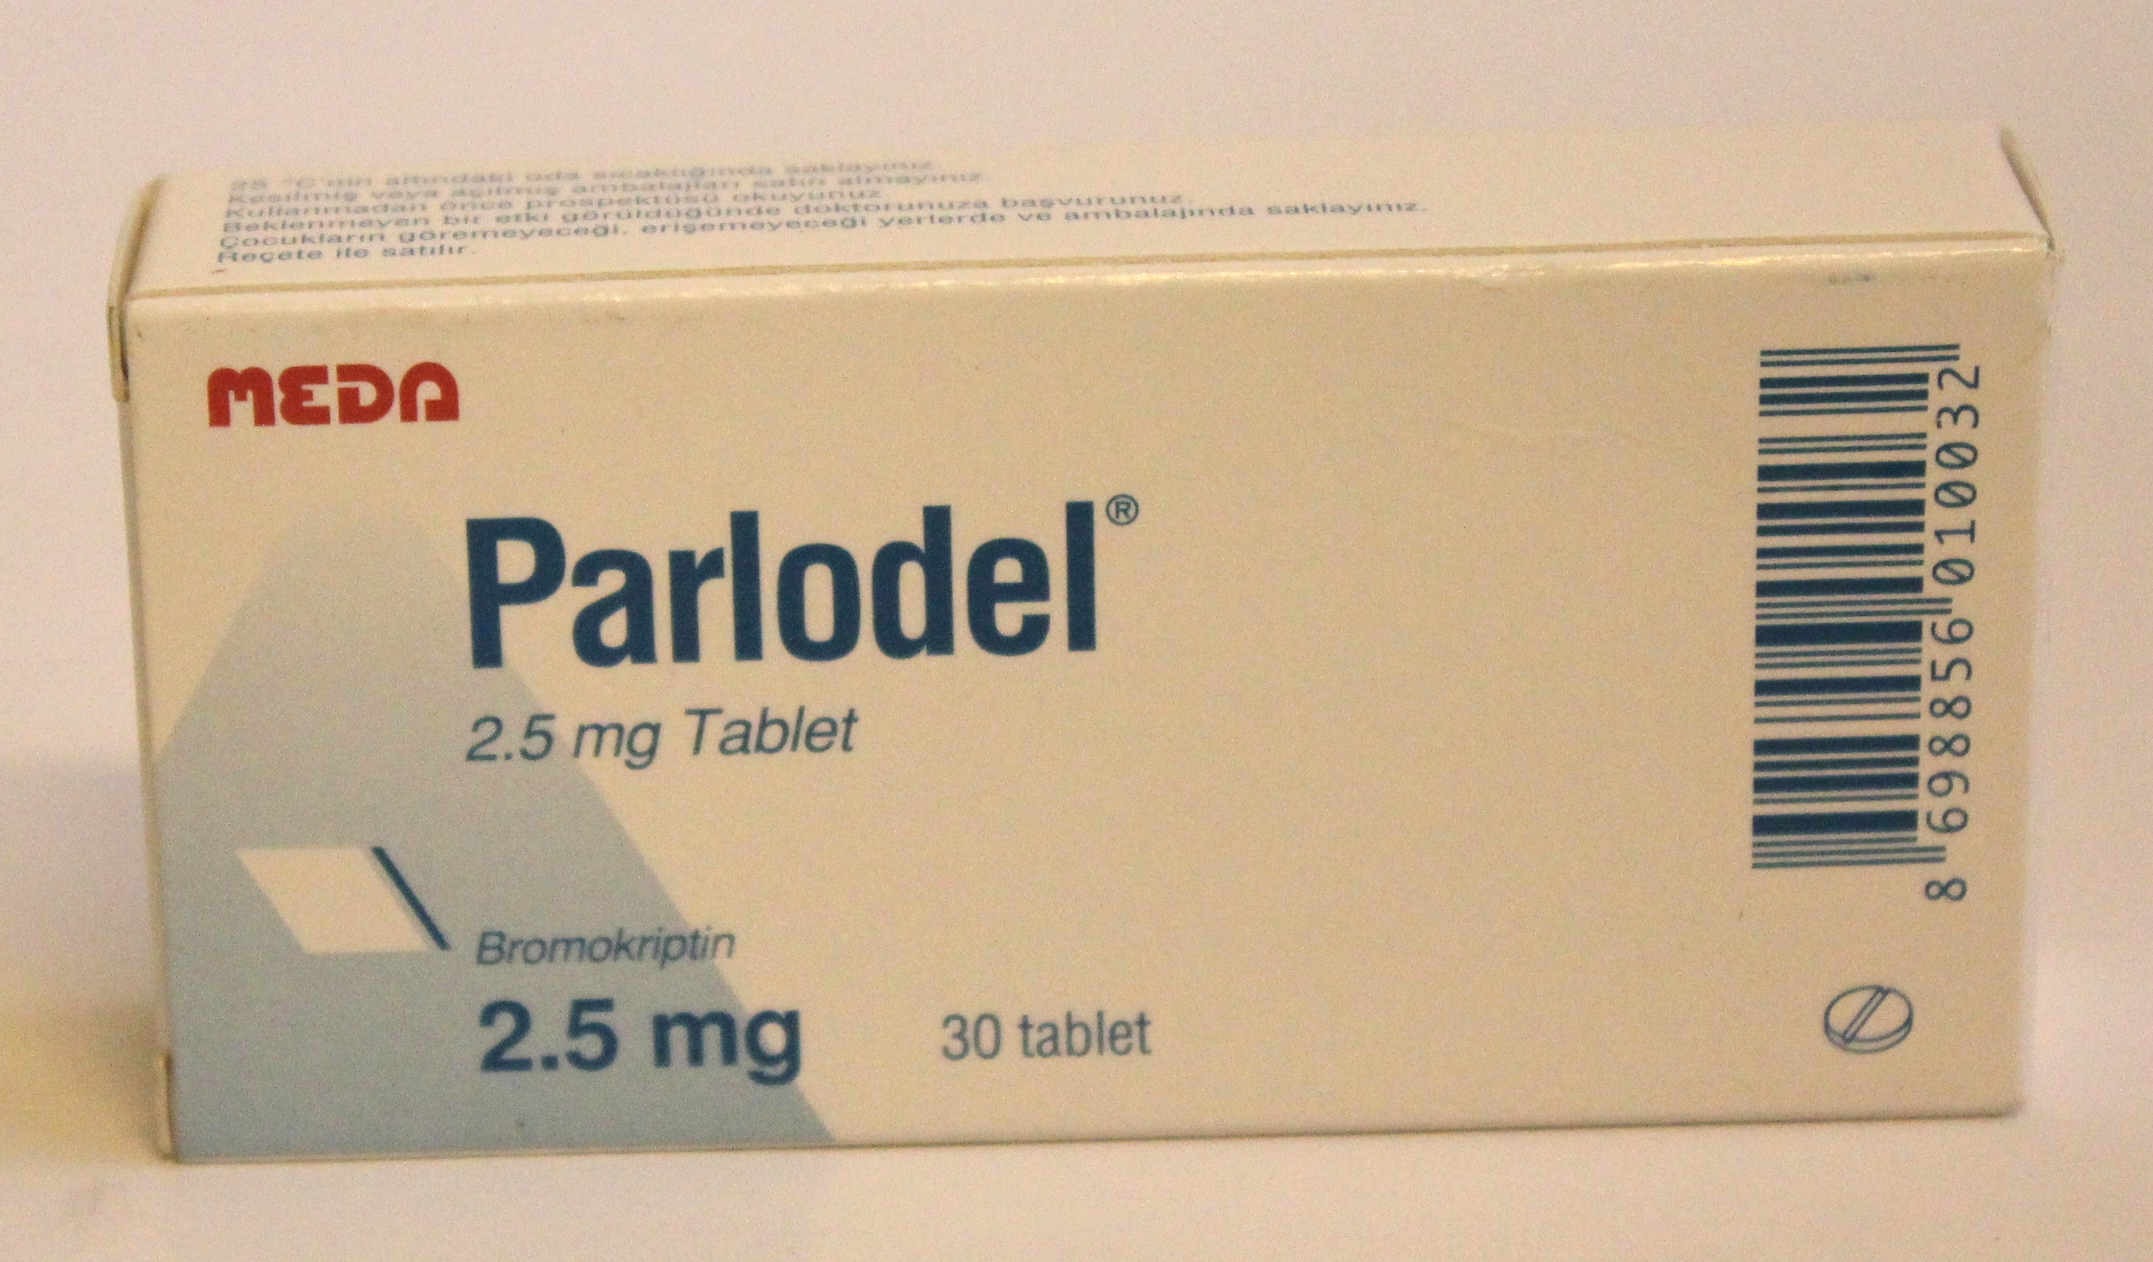 25 °C'nin altındaki oda sıcaklığında saklayınız.
Kesilmiş veya açılmış ambalajları satın almayınız.
Kullanmadan önce prospektüsü okuyunuz.
Beklenmeyen bir etki görüldüğünde doktorunuza başvurunuz.
Çocukların göremeyeceği, erişemeyeceği yerlerde ve ambalajında saklayınız.
Reçete ile satılır.
MEDA
Parlodel®
2.5 mg Tablet
Bromokriptin
2.5 mg
30 tablet
8 698856 010032